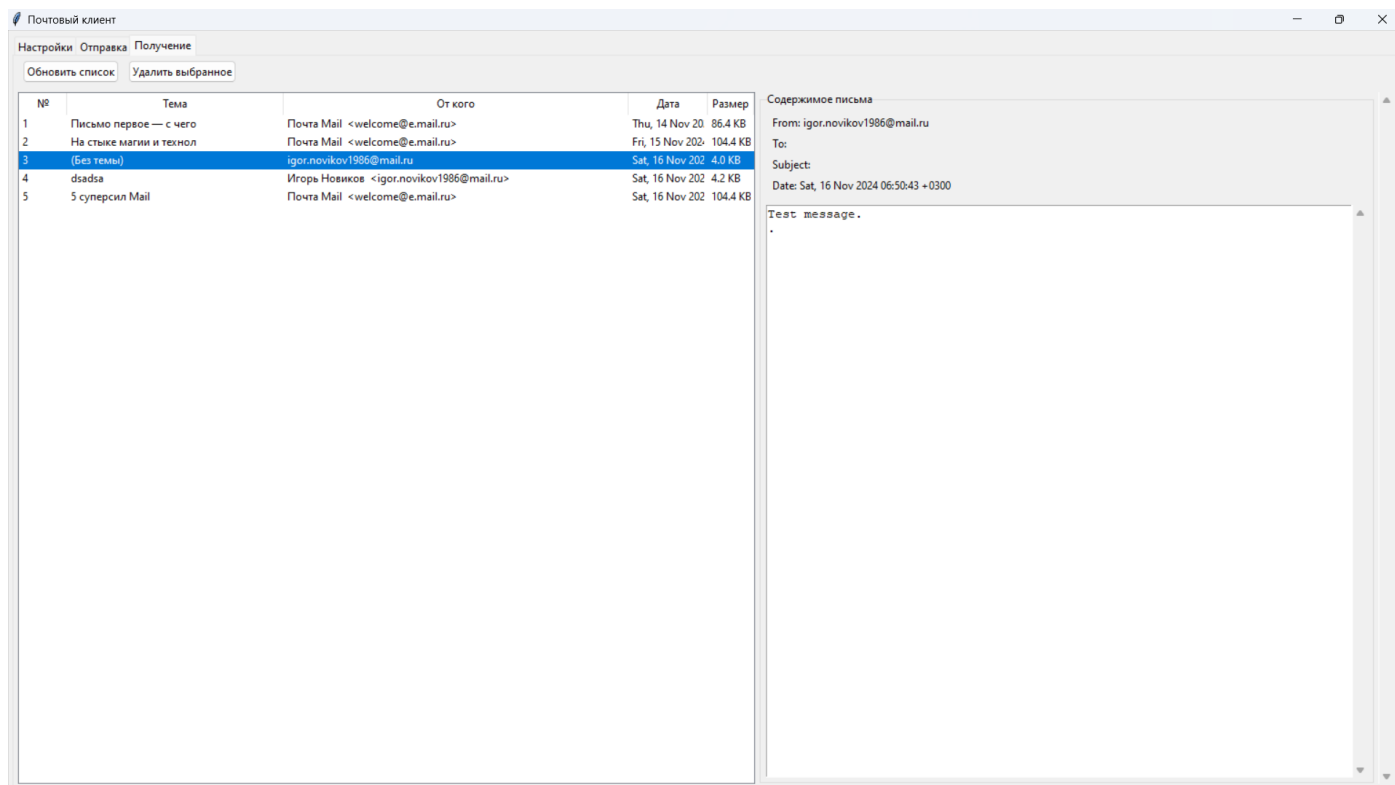 Почтовый клиент
Настройки Отправка Получение
Обновить список Удалить выбранное
№ Тема От кого Дата Размер
1 Письмо первое — с чего Почта Mail <welcome@e.mail.ru> Thu, 14 Nov 20 86.4 KB
2 На стыке магии и технол Почта Mail <welcome@e.mail.ru> Fri, 15 Nov 202 104.4 KB
3 (Без темы) igor.novikov1986@mail.ru Sat, 16 Nov 202 4.0 KB
4 dsadsa Игорь Новиков <igor.novikov1986@mail.ru> Sat, 16 Nov 202 4.2 KB
5 5 суперсил Mail Почта Mail <welcome@e.mail.ru> Sat, 16 Nov 202 104.4 KB
Содержимое письма
From: igor.novikov1986@mail.ru
To:
Subject:
Date: Sat, 16 Nov 2024 06:50:43 +0300
Test message.
.